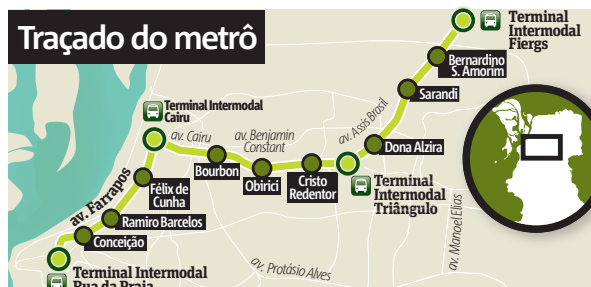 Traçado do metrô
Terminal
Intermodal
Fiergs
Bernardino
S. Amorim
Sarandi
av. Assis Brasil
Dona Alzira
Terminal Intermodal
Cairu
av. Cairu
av. Benjamin
Constant
Bourbon
Obirici
Cristo
Redentor
Terminal
Intermodal
Triângulo
av. Farrapos
Félix de
Cunha
Ramiro Barcelos
Conceição
av. Manoel Elias
av. Protásio Alves
Terminal Intermodal
Rua da Praia